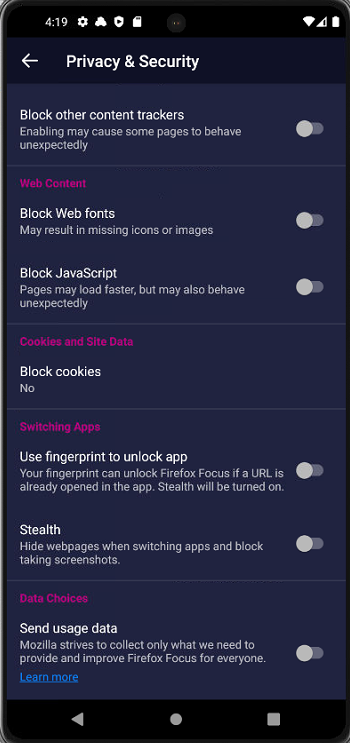 4:19
Privacy & Security
Block other content trackers
Enabling may cause some pages to behave
unexpectedly
Web Content
Block Web fonts
May result in missing icons or images
Block JavaScript
Pages may load faster, but may also behave
unexpectedly
Cookies and Site Data
Block cookies
No
Switching Apps
Use fingerprint to unlock app
Your fingerprint can unlock Firefox Focus if a URL is
already opened in the app. Stealth will be turned on.
Stealth
Hide webpages when switching apps and block
taking screenshots.
Data Choices
Send usage data
Mozilla strives to collect only what we need to
provide and improve Firefox Focus for everyone.
Learn more